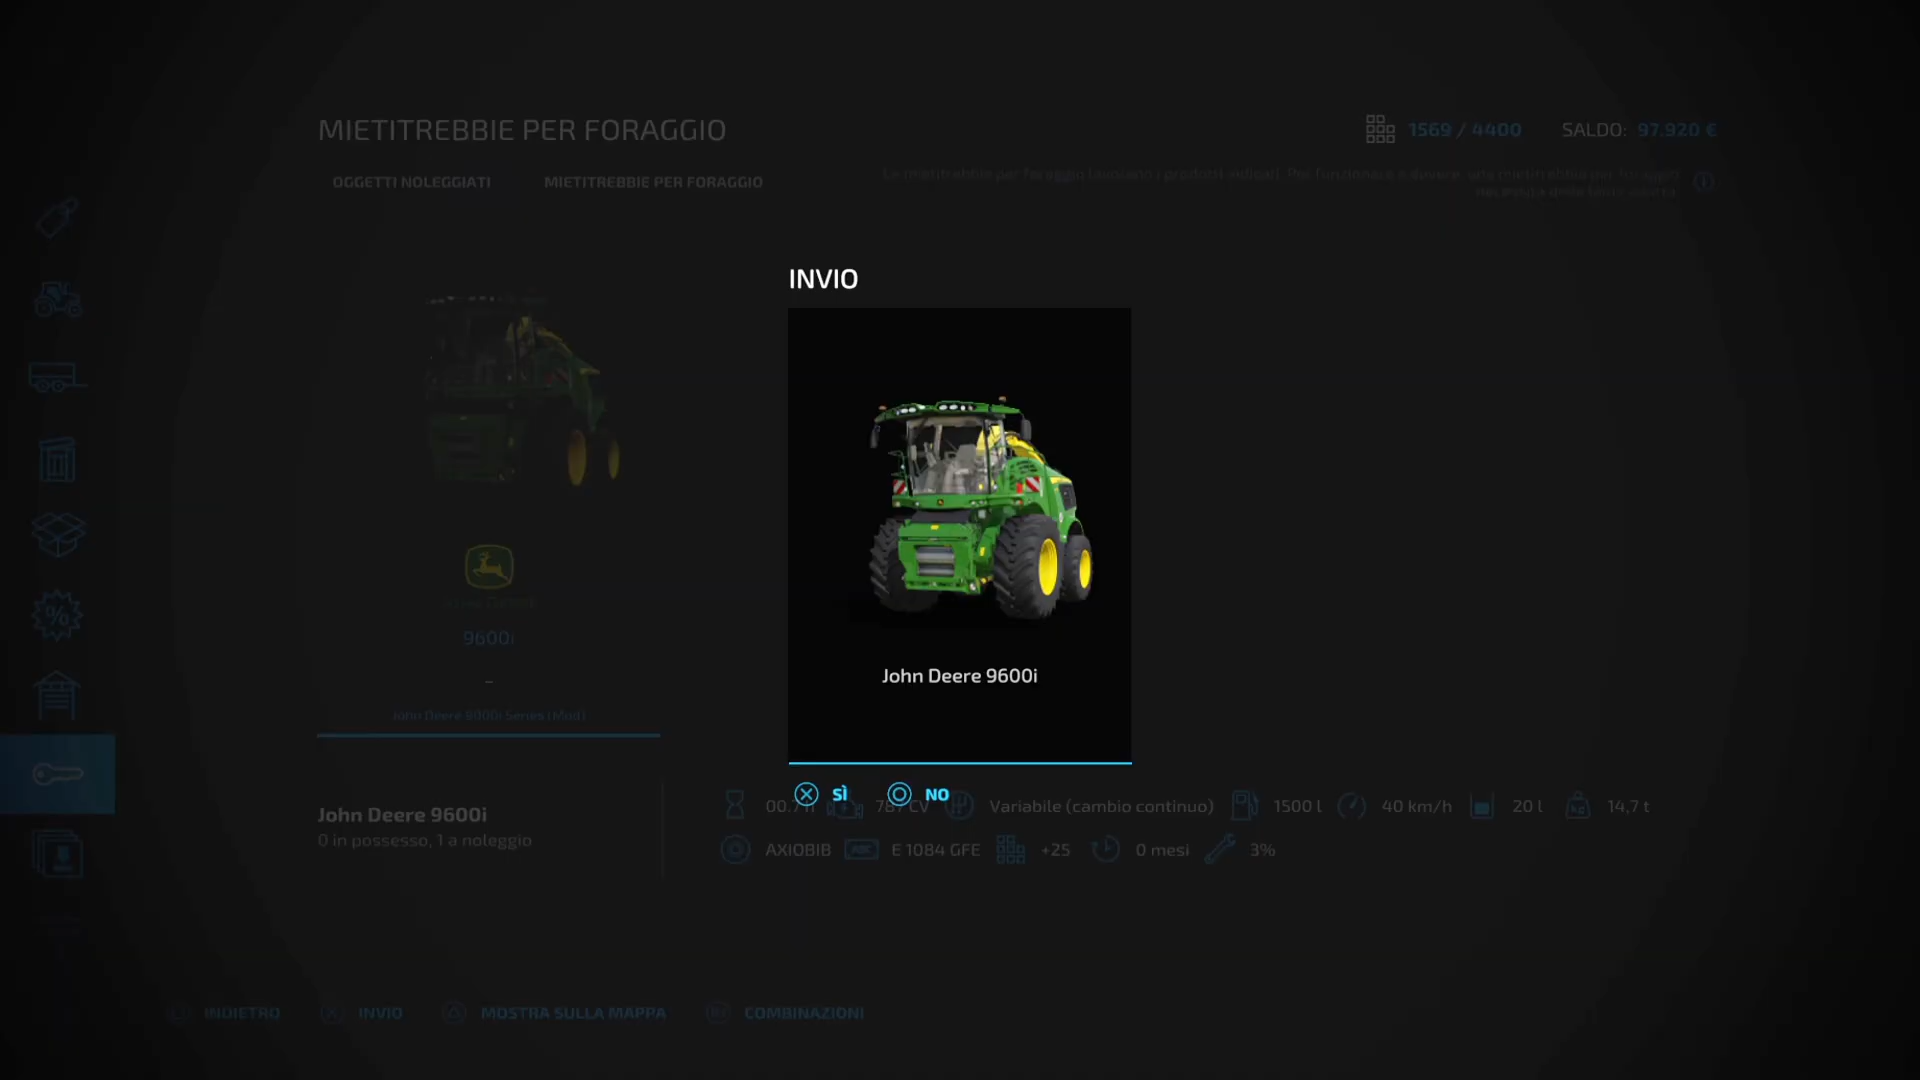 MIETITREBBIE PER FORAGGIO
1569 / 4400
SALDO: 97.920 €
OGGETTI NOLEGGIATI
MIETITREBBIE PER FORAGGIO
INVIO
John Deere 9600i
SÌ
NO
9600i
–
John Deere 9600i
0 in possesso, 1 a noleggio
Variabile (cambio continuo)
1500 l
40 km/h
20 l
14,7 t
AXIOBIB
E 1084 GFE
+25
0 mesi
3%
INDIETRO
INVIO
MOSTRA SULLA MAPPA
COMBINAZIONI